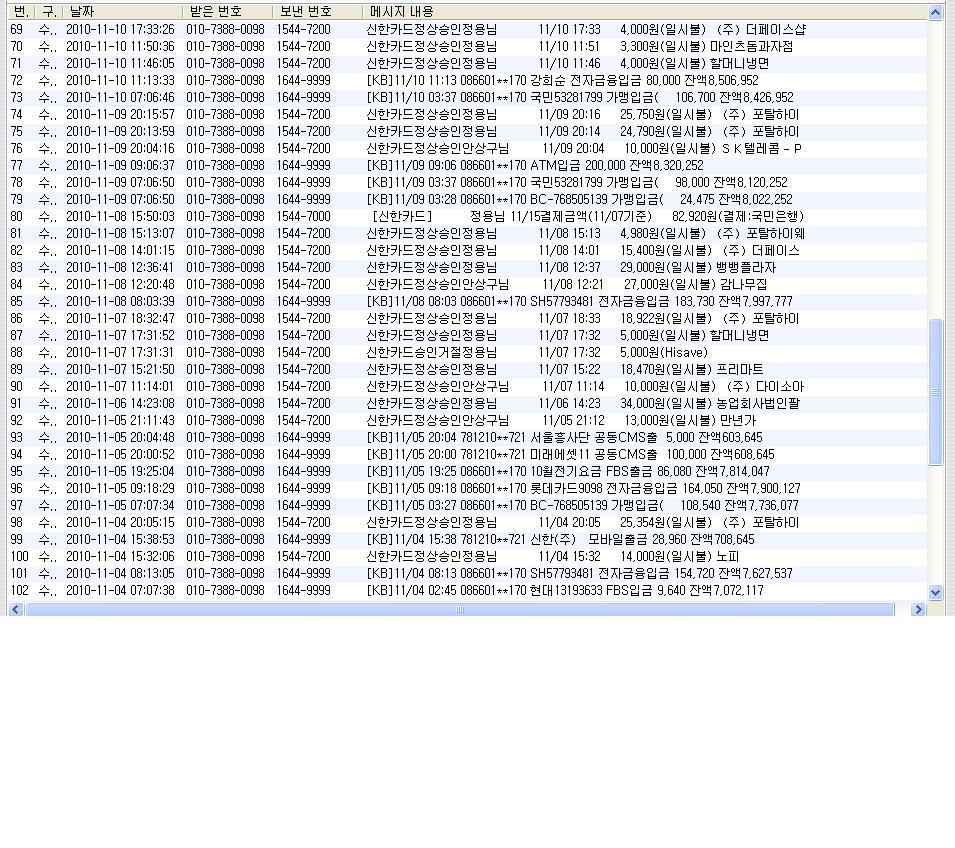 번. 구. 날짜 받은 번호 보낸 번호 메시지 내용
69 수.. 2010-11-10 17:33:26 010-7388-0098 1544-7200 신한카드정상승인정용님 11/10 17:33 4,000원(일시불) (주) 더페이스샵
70 수.. 2010-11-10 11:50:36 010-7388-0098 1544-7200 신한카드정상승인정용님 11/10 11:51 3,300원(일시불) 마인츠돔과자점
71 수.. 2010-11-10 11:46:05 010-7388-0098 1544-7200 신한카드정상승인정용님 11/10 11:46 4,000원(일시불) 할머니냉면
72 수.. 2010-11-10 11:13:33 010-7388-0098 1644-9999 [KB]11/10 11:13 086601**170 강희순 전자금융입금 80,000 잔액8,506,952
73 수.. 2010-11-10 07:06:46 010-7388-0098 1644-9999 [KB]11/10 03:37 086601**170 국민53281799 가맹입금( 106,700 잔액8,426,952
74 수.. 2010-11-09 20:15:57 010-7388-0098 1544-7200 신한카드정상승인정용님 11/09 20:16 25,750원(일시불) (주) 포탈하이
75 수.. 2010-11-09 20:13:59 010-7388-0098 1544-7200 신한카드정상승인정용님 11/09 20:14 24,790원(일시불) (주) 포탈하이
76 수.. 2010-11-09 20:04:16 010-7388-0098 1544-7200 신한카드정상승인안상구님 11/09 20:04 10,000원(일시불) ＳＫ텔레콤－Ｐ
77 수.. 2010-11-09 09:06:37 010-7388-0098 1644-9999 [KB]11/09 09:06 086601**170 ATM입금 200,000 잔액8,320,252
78 수.. 2010-11-09 07:06:50 010-7388-0098 1644-9999 [KB]11/09 03:37 086601**170 국민53281799 가맹입금( 98,000 잔액8,120,252
79 수.. 2010-11-09 07:06:50 010-7388-0098 1644-9999 [KB]11/09 03:28 086601**170 BC-768505139 가맹입금( 24,475 잔액8,022,252
80 수.. 2010-11-08 15:50:03 010-7388-0098 1544-7000 [신한카드] 정용님 11/15결제금액(11/07기준) 82,920원(결제:국민은행)
81 수.. 2010-11-08 15:13:07 010-7388-0098 1544-7200 신한카드정상승인정용님 11/08 15:13 4,980원(일시불) (주) 포탈하이웨
82 수.. 2010-11-08 14:01:15 010-7388-0098 1544-7200 신한카드정상승인정용님 11/08 14:01 15,400원(일시불) (주) 더페이스
83 수.. 2010-11-08 12:36:41 010-7388-0098 1544-7200 신한카드정상승인정용님 11/08 12:37 29,000원(일시불) 뱅뱅플라자
84 수.. 2010-11-08 12:20:48 010-7388-0098 1544-7200 신한카드정상승인안상구님 11/08 12:21 27,000원(일시불) 감나무집
85 수.. 2010-11-08 08:03:39 010-7388-0098 1644-9999 [KB]11/08 08:03 086601**170 SH57793481 전자금융입금 183,730 잔액7,997,777
86 수.. 2010-11-07 18:32:47 010-7388-0098 1544-7200 신한카드정상승인정용님 11/07 18:33 18,922원(일시불) (주) 포탈하이
87 수.. 2010-11-07 17:31:52 010-7388-0098 1544-7200 신한카드정상승인정용님 11/07 17:32 5,000원(일시불) 할머니냉면
88 수.. 2010-11-07 17:31:31 010-7388-0098 1544-7200 신한카드승인거절정용님 11/07 17:32 5,000원(Hisave)
89 수.. 2010-11-07 15:21:50 010-7388-0098 1544-7200 신한카드정상승인정용님 11/07 15:22 18,470원(일시불) 프리마트
90 수.. 2010-11-07 11:14:01 010-7388-0098 1544-7200 신한카드정상승인안상구님 11/07 11:14 10,000원(일시불) (주) 다이소아
91 수.. 2010-11-06 14:23:08 010-7388-0098 1544-7200 신한카드정상승인정용님 11/06 14:23 34,000원(일시불) 농업회사법인팔
92 수.. 2010-11-05 21:11:43 010-7388-0098 1544-7200 신한카드정상승인안상구님 11/05 21:12 13,000원(일시불) 만년가
93 수.. 2010-11-05 20:04:48 010-7388-0098 1644-9999 [KB]11/05 20:04 781210**721 서울흥사단 공동CMS출 5,000 잔액603,645
94 수.. 2010-11-05 20:00:52 010-7388-0098 1644-9999 [KB]11/05 20:00 781210**721 미래에셋11 공동CMS출 100,000 잔액608,645
95 수.. 2010-11-05 19:25:04 010-7388-0098 1644-9999 [KB]11/05 19:25 086601**170 10월전기요금 FBS출금 86,080 잔액7,814,047
96 수.. 2010-11-05 09:18:29 010-7388-0098 1644-9999 [KB]11/05 09:18 086601**170 롯데카드9098 전자금융입금 164,050 잔액7,900,127
97 수.. 2010-11-05 07:07:34 010-7388-0098 1644-9999 [KB]11/05 03:27 086601**170 BC-768505139 가맹입금( 108,540 잔액7,736,077
98 수.. 2010-11-04 20:05:15 010-7388-0098 1544-7200 신한카드정상승인정용님 11/04 20:05 25,354원(일시불) (주) 포탈하이
99 수.. 2010-11-04 15:38:53 010-7388-0098 1644-9999 [KB]11/04 15:38 781210**721 신한(주) 모바일출금 28,960 잔액708,645
100 수.. 2010-11-04 15:32:06 010-7388-0098 1544-7200 신한카드정상승인정용님 11/04 15:32 14,000원(일시불) 노피
101 수.. 2010-11-04 08:13:05 010-7388-0098 1644-9999 [KB]11/04 08:13 086601**170 SH57793481 전자금융입금 154,720 잔액7,627,537
102 수.. 2010-11-04 07:07:38 010-7388-0098 1644-9999 [KB]11/04 02:45 086601**170 현대13193633 FBS입금 9,640 잔액7,072,117